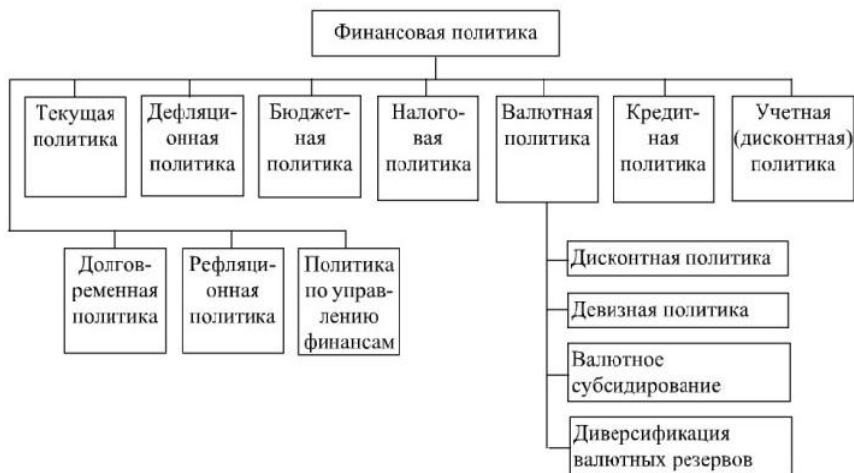 Финансовая политика
Текущая
политика
Дефляци-
онная
политика
Бюджет-
ная
политика
Налого-
вая
политика
Валютная
политика
Кредит-
ная
политика
Учетная
(дисконтная)
политика
Долгов-
ременная
политика
Рефляци-
онная
политика
Политика
по управ-
лению
финансам
Дисконтная политика
Девизная политика
Валютное
субсидирование
Диверсификация
валютных резервов